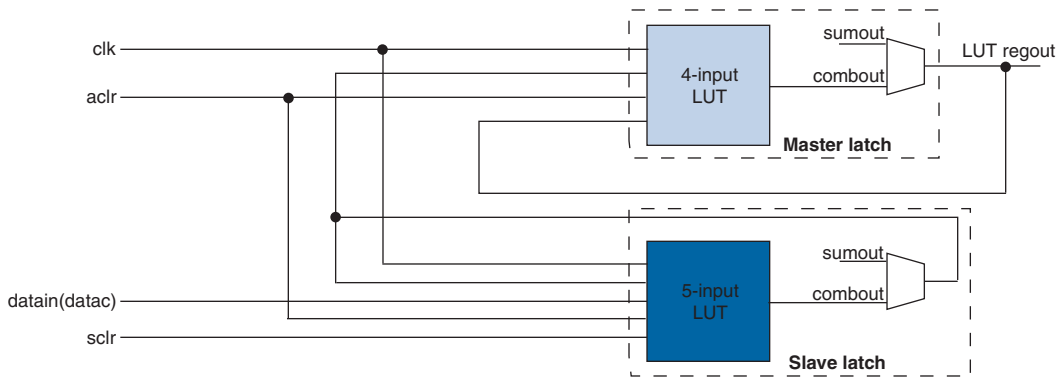 clk
aclr
4-input
LUT
sumout
combout
LUT regout
Master latch
datain(datac)
sclr
5-input
LUT
sumout
combout
Slave latch